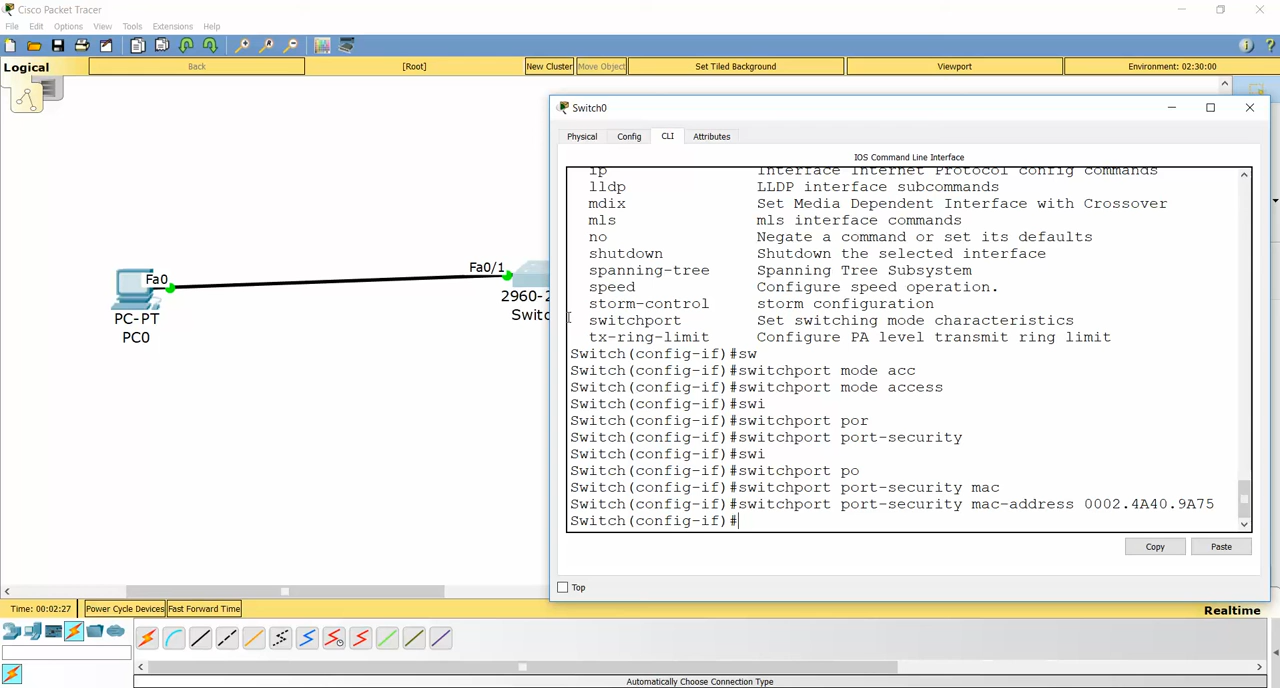 Cisco Packet Tracer
File Edit Options View Tools Extensions Help
Logical Back [Root] New Cluster Move Object Set Tiled Background Viewport Environment: 02:30:00
Switch0
Physical Config CLI Attributes
IOS Command Line Interface
ip Interface Internet Protocol config commands
lldp LLDP interface subcommands
mdix Set Media Dependent Interface with Crossover
mls mls interface commands
no Negate a command or set its defaults
shutdown Shutdown the selected interface
spanning-tree Spanning Tree Subsystem
speed Configure speed operation.
storm-control storm configuration
switchport Set switching mode characteristics
tx-ring-limit Configure PA level transmit ring limit
Switch(config-if)#sw
Switch(config-if)#switchport mode acc
Switch(config-if)#switchport mode access
Switch(config-if)#swi
Switch(config-if)#switchport por
Switch(config-if)#switchport port-security
Switch(config-if)#swi
Switch(config-if)#switchport po
Switch(config-if)#switchport port-security mac
Switch(config-if)#switchport port-security mac-address 0002.4A40.9A75
Switch(config-if)#
Copy Paste
Top
Fa0 Fa0/1
PC-PT
PC0
2960-2
Switc
Time: 00:02:27 Power Cycle Devices Fast Forward Time Realtime
Automatically Choose Connection Type